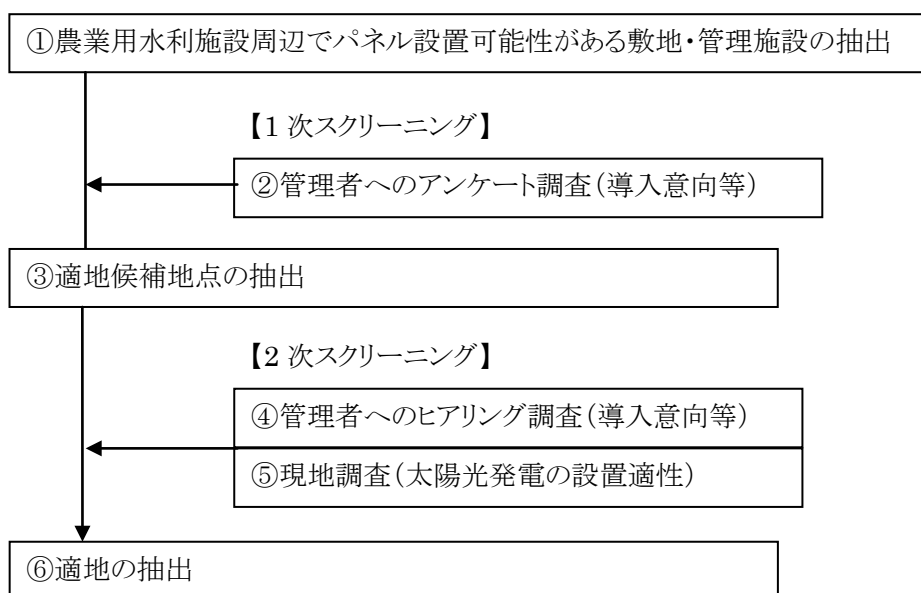 ①農業用水利施設周辺でパネル設置可能性がある敷地・管理施設の抽出
【1次スクリーニング】
②管理者へのアンケート調査(導入意向等)
③適地候補地点の抽出
【2次スクリーニング】
④管理者へのヒアリング調査(導入意向等)
⑤現地調査(太陽光発電の設置適性)
⑥適地の抽出